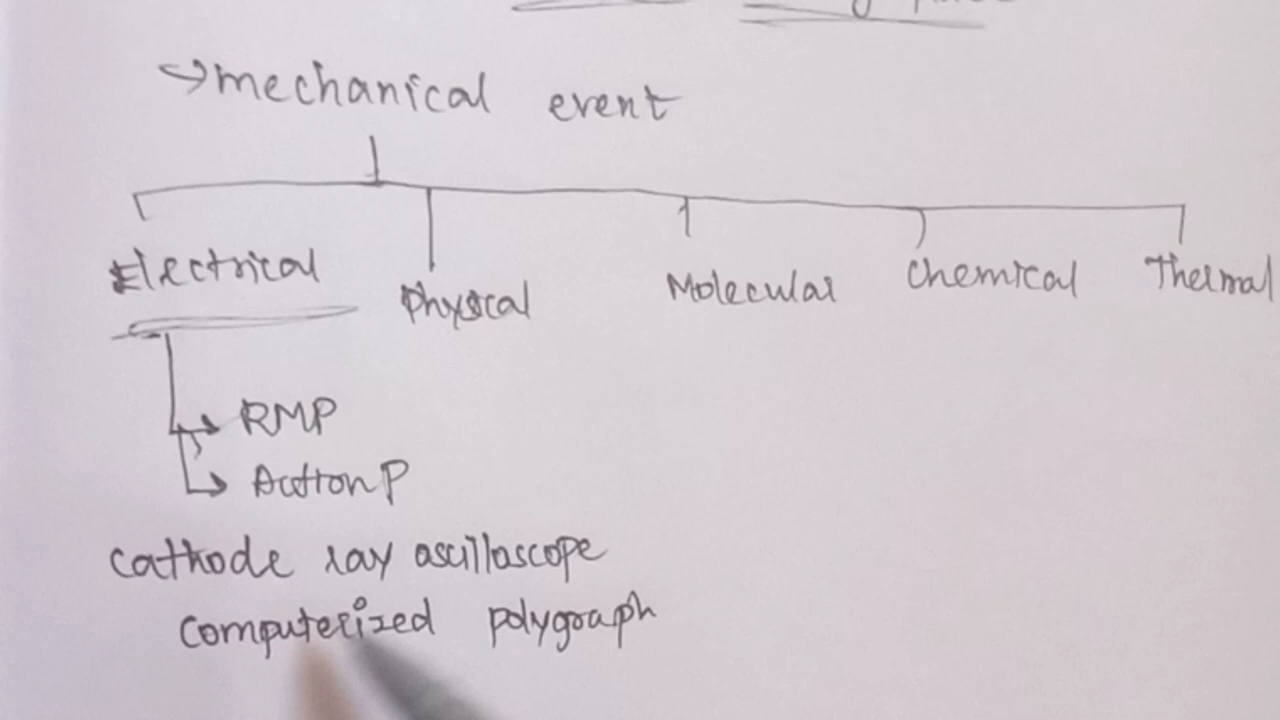 →mechanical event
Electrical Physical Molecular Chemical Thermal
→ RMP
→ Action P
cathode ray oscilloscope
computerized polygraph